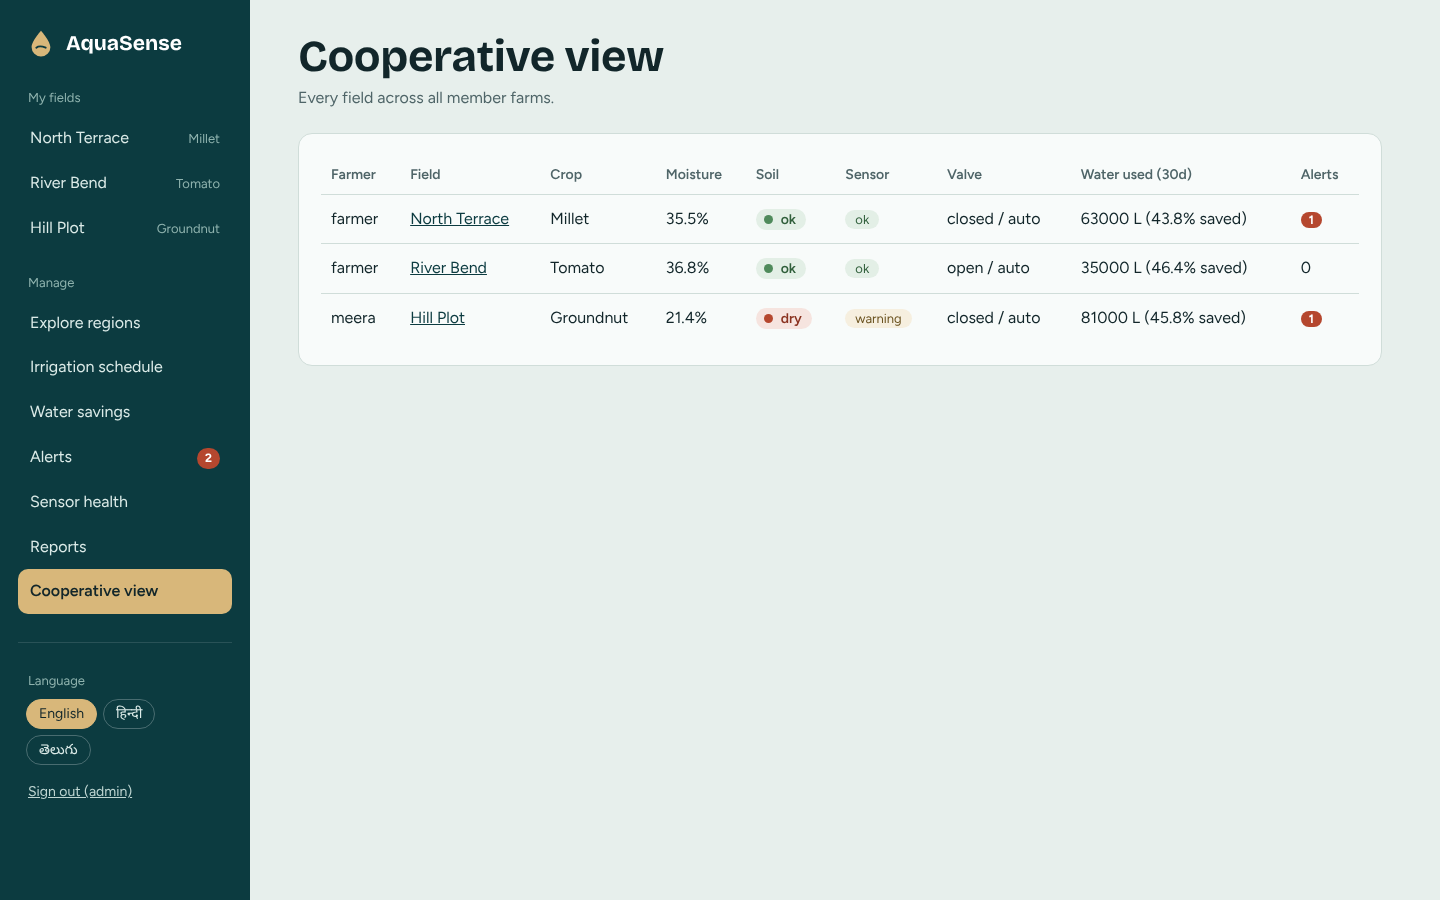 AquaSense
My fields
North Terrace Millet
River Bend Tomato
Hill Plot Groundnut
Manage
Explore regions
Irrigation schedule
Water savings
Alerts 2
Sensor health
Reports
Cooperative view
Language
English हिन्दी
తెలుగు
Sign out (admin)
Cooperative view
Every field across all member farms.
Farmer Field Crop Moisture Soil Sensor Valve Water used (30d) Alerts
farmer North Terrace Millet 35.5% ok ok closed / auto 63000 L (43.8% saved) 1
farmer River Bend Tomato 36.8% ok ok open / auto 35000 L (46.4% saved) 0
meera Hill Plot Groundnut 21.4% dry warning closed / auto 81000 L (45.8% saved) 1